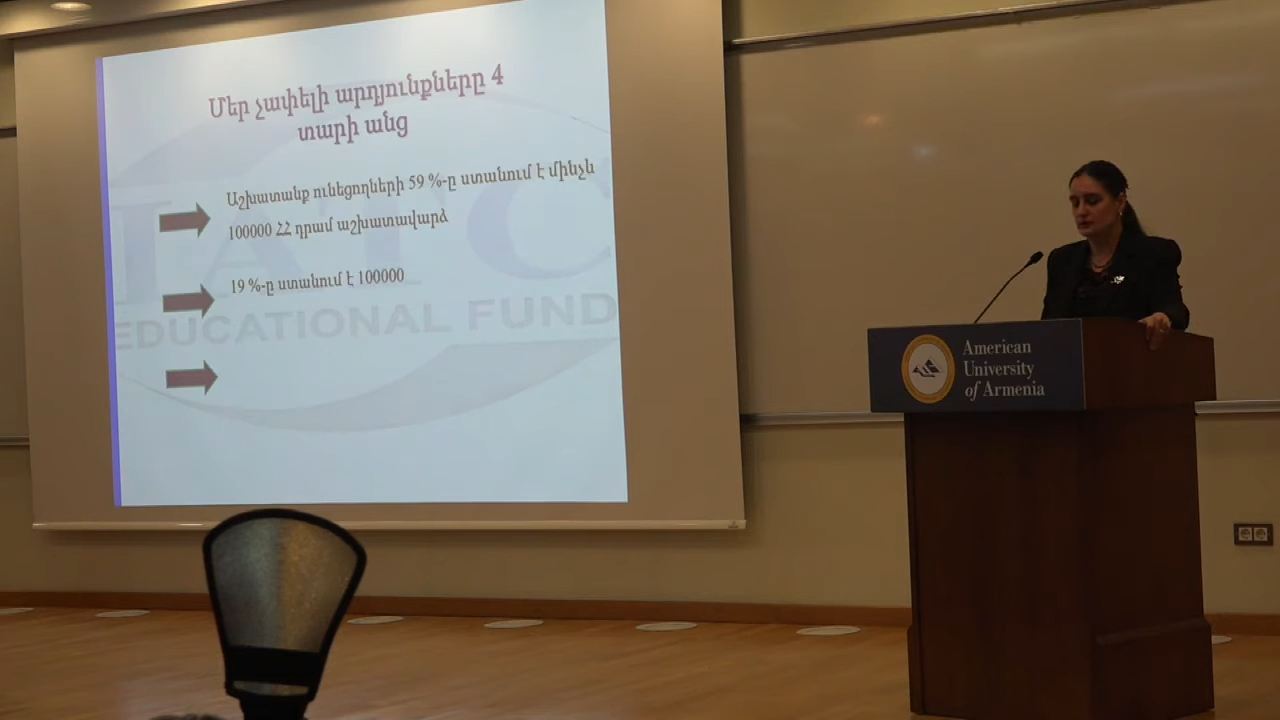 Մեր չափելի արդյունքները 4
տարի անց
Աշխատանք ունեցողների 59 %-ը ստանում է մինչև
100000 ՀՀ դրամ աշխատավարձ
19 %-ը ստանում է 100000
IATC
EDUCATIONAL FUND
American
University
of Armenia